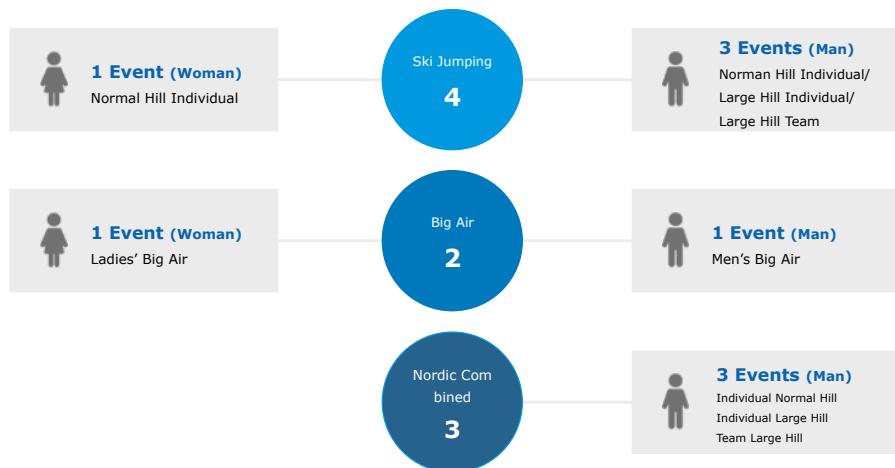 1 Event (Woman)
Normal Hill Individual
Ski Jumping
4
3 Events (Man)
Norman Hill Individual/
Large Hill Individual/
Large Hill Team
1 Event (Woman)
Ladies’ Big Air
Big Air
2
1 Event (Man)
Men’s Big Air
Nordic Com
bined
3
3 Events (Man)
Individual Normal Hill
Individual Large Hill
Team Large Hill